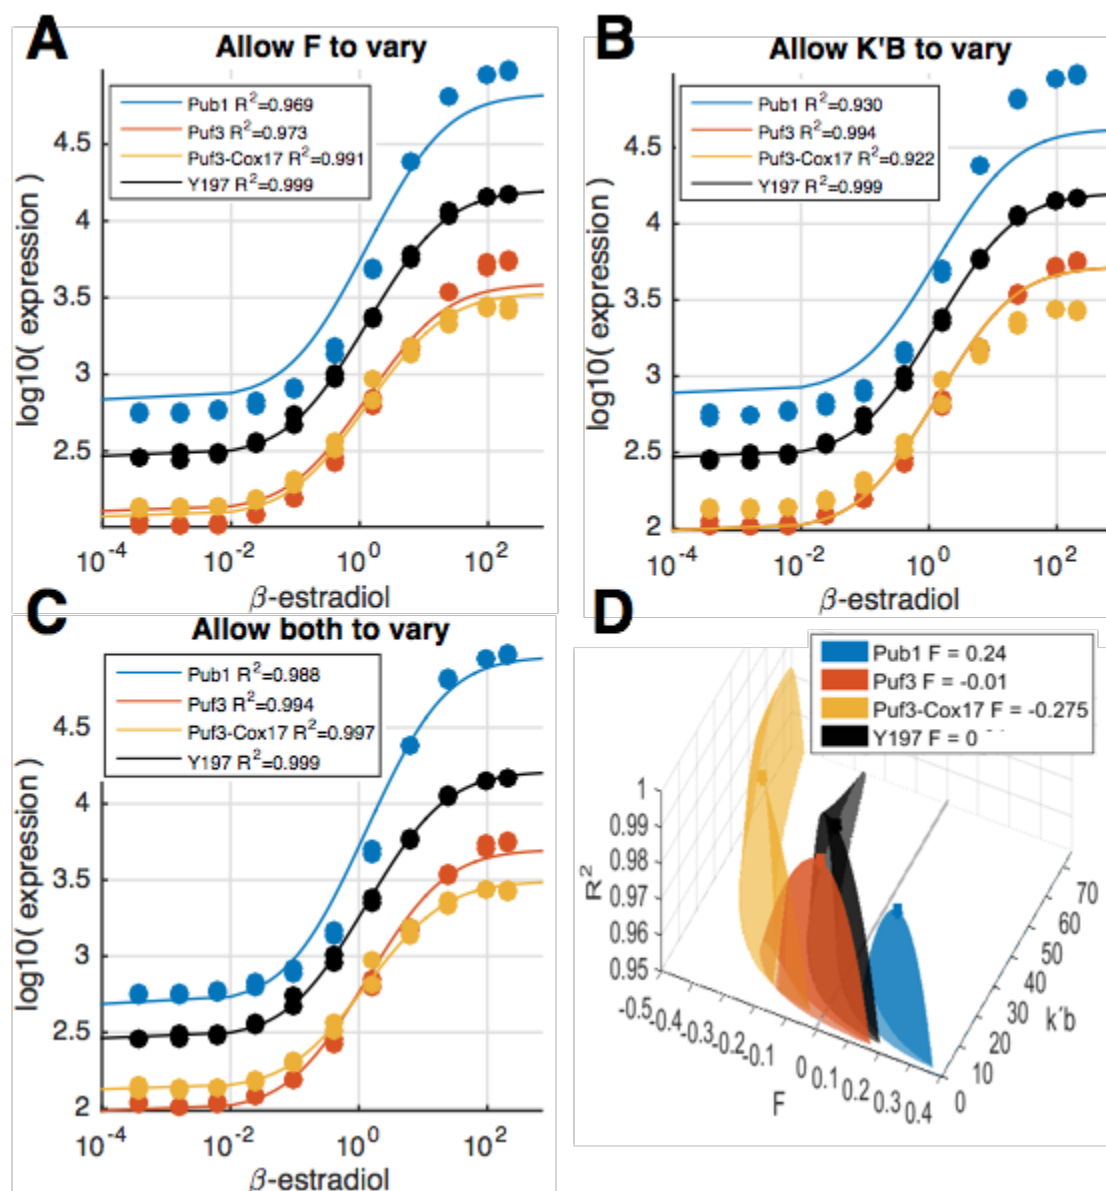 A
Allow F to vary
Pub1 R²=0.969
Puf3 R²=0.973
Puf3-Cox17 R²=0.991
Y197 R²=0.999
log10( expression )
4.5
4
3.5
3
2.5
10⁻⁴
10⁻²
10⁰
10²
β-estradiol
B
Allow K'B to vary
Pub1 R²=0.930
Puf3 R²=0.994
Puf3-Cox17 R²=0.922
Y197 R²=0.999
log10( expression )
4.5
4
3.5
3
2.5
2
10⁻⁴
10⁻²
10⁰
10²
β-estradiol
C
Allow both to vary
Pub1 R²=0.988
Puf3 R²=0.994
Puf3-Cox17 R²=0.997
Y197 R²=0.999
log10( expression )
4.5
4
3.5
3
2.5
2
10⁻⁴
10⁻²
10⁰
10²
β-estradiol
D
Pub1 F = 0.24
Puf3 F = -0.01
Puf3-Cox17 F = -0.275
Y197 F = 0
R²
1
0.99
0.98
0.97
0.96
0.95
-0.5
-0.4
-0.3
-0.2
-0.1
0
0.1
0.2
0.3
0.4
F
0
10
20
30
40
50
60
70
k'b